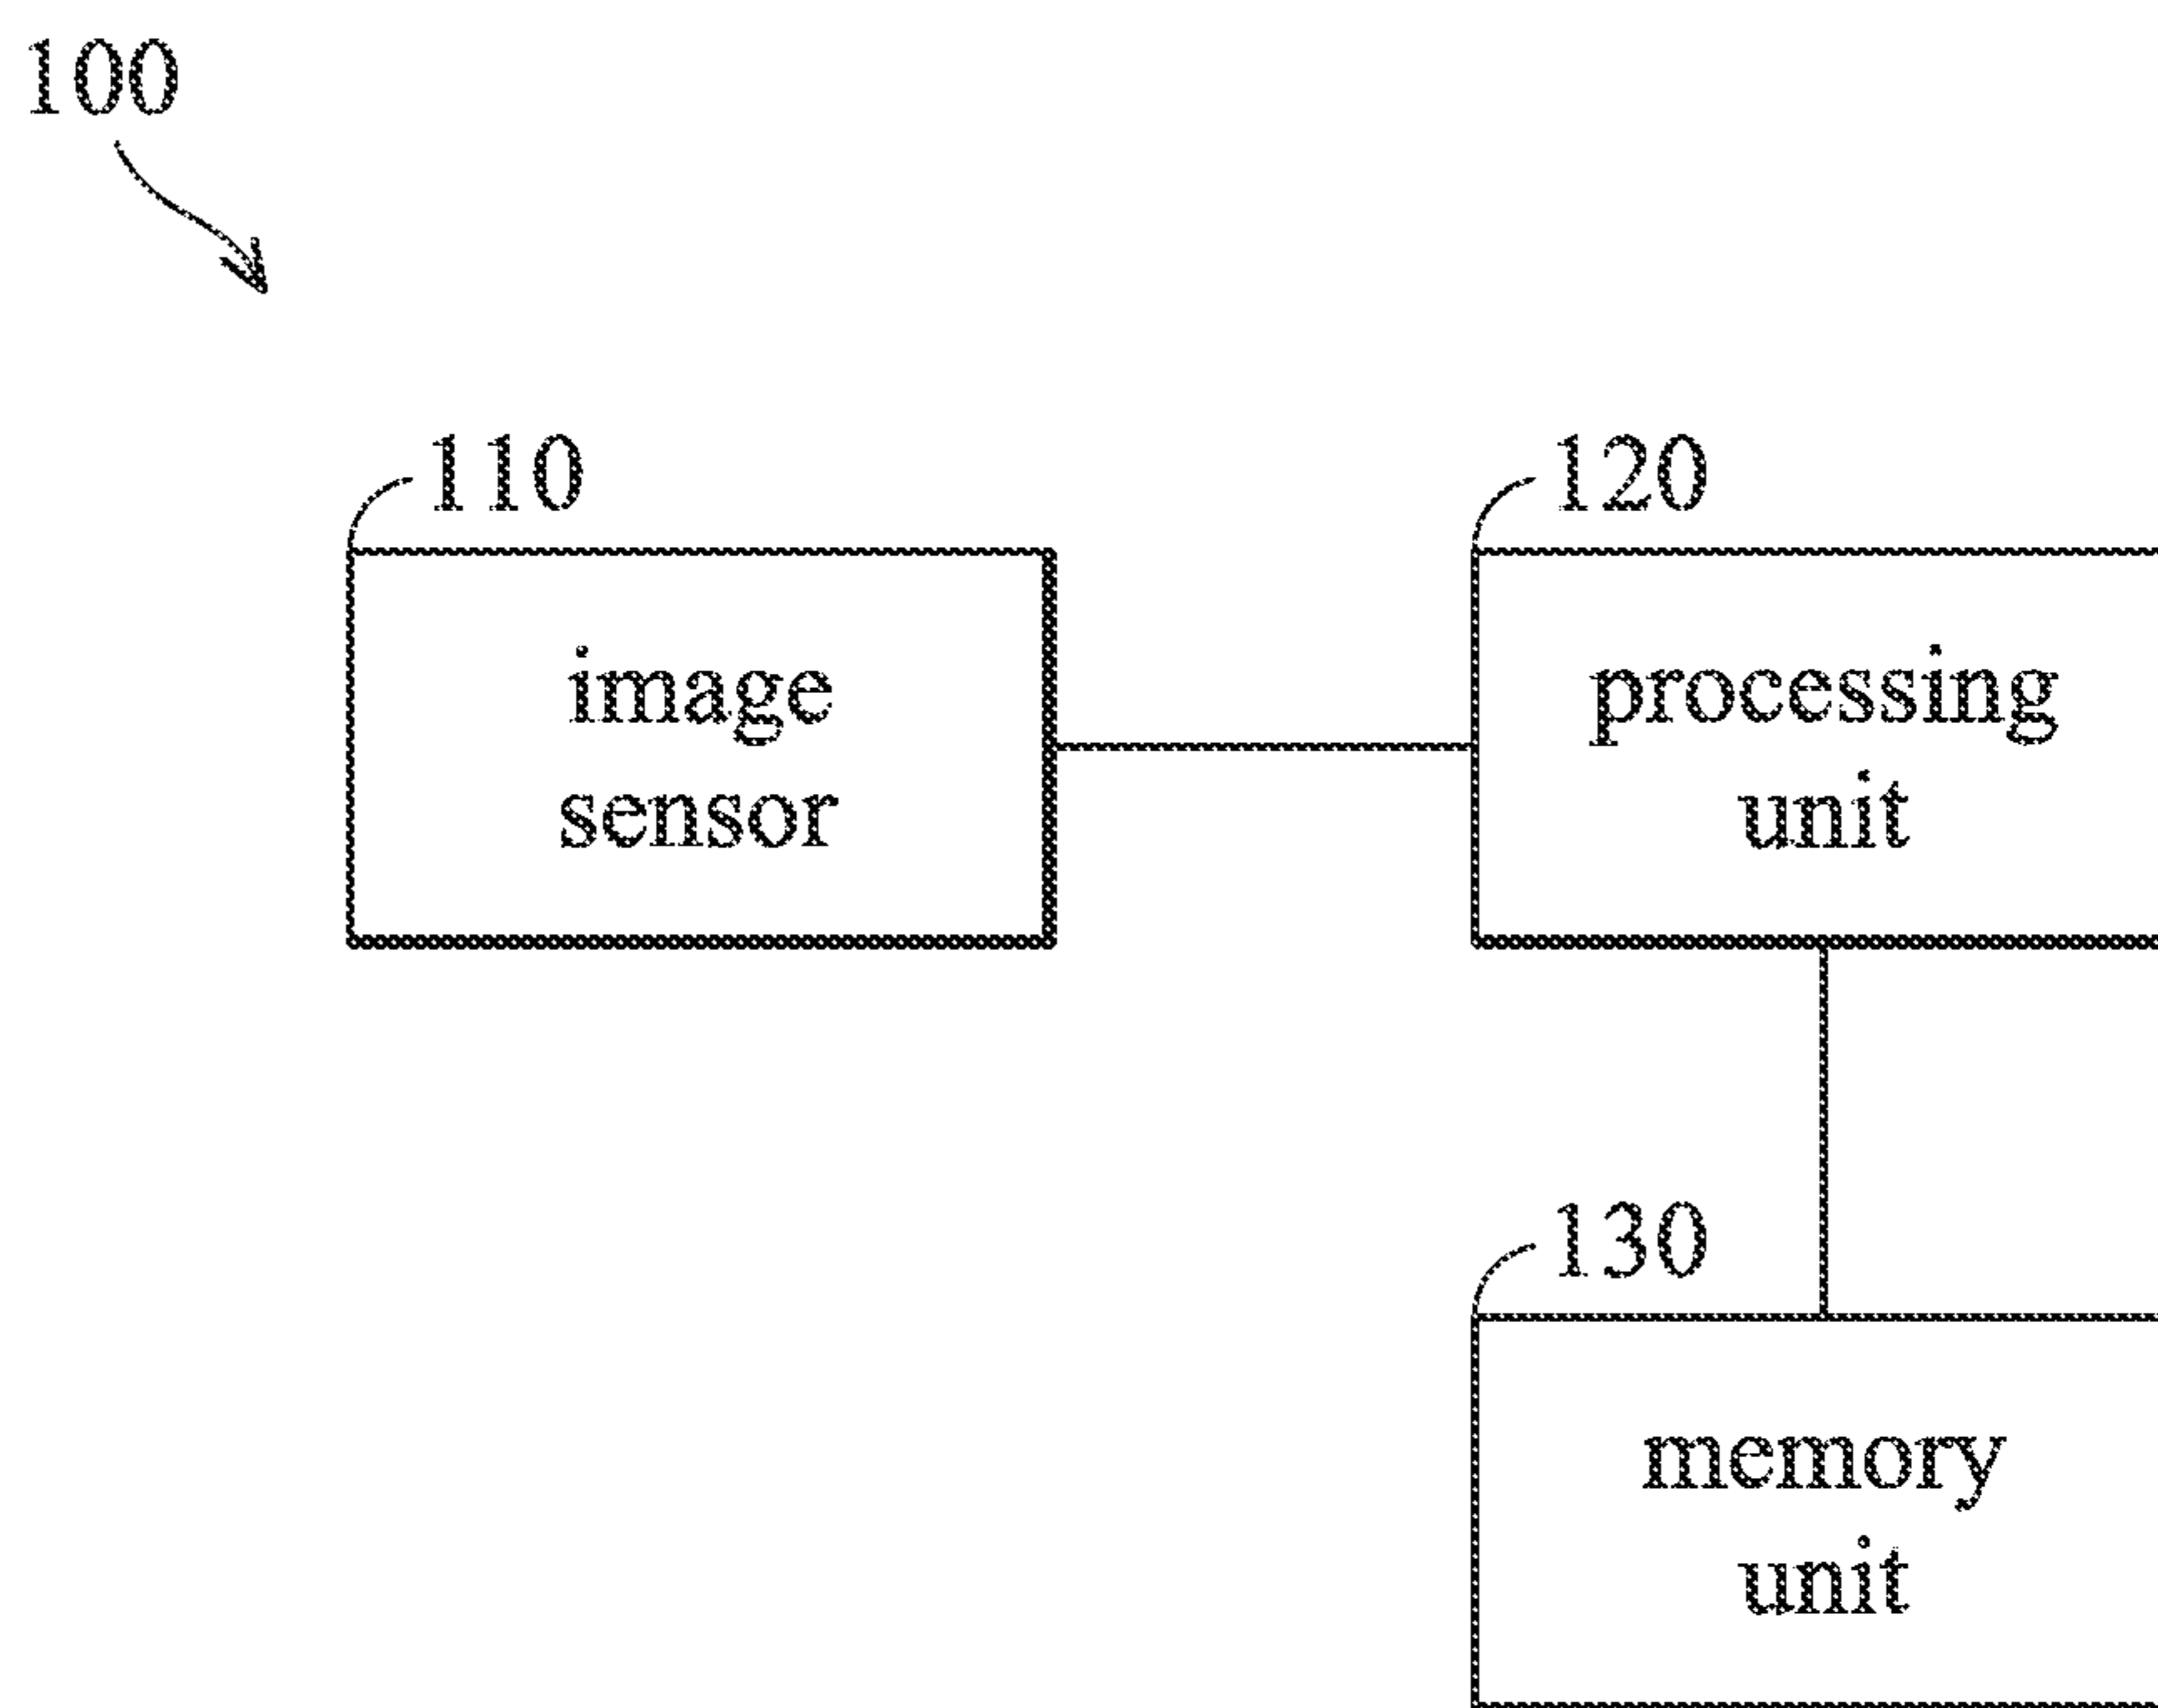 100
110
image
sensor
120
processing
unit
130
memory
unit